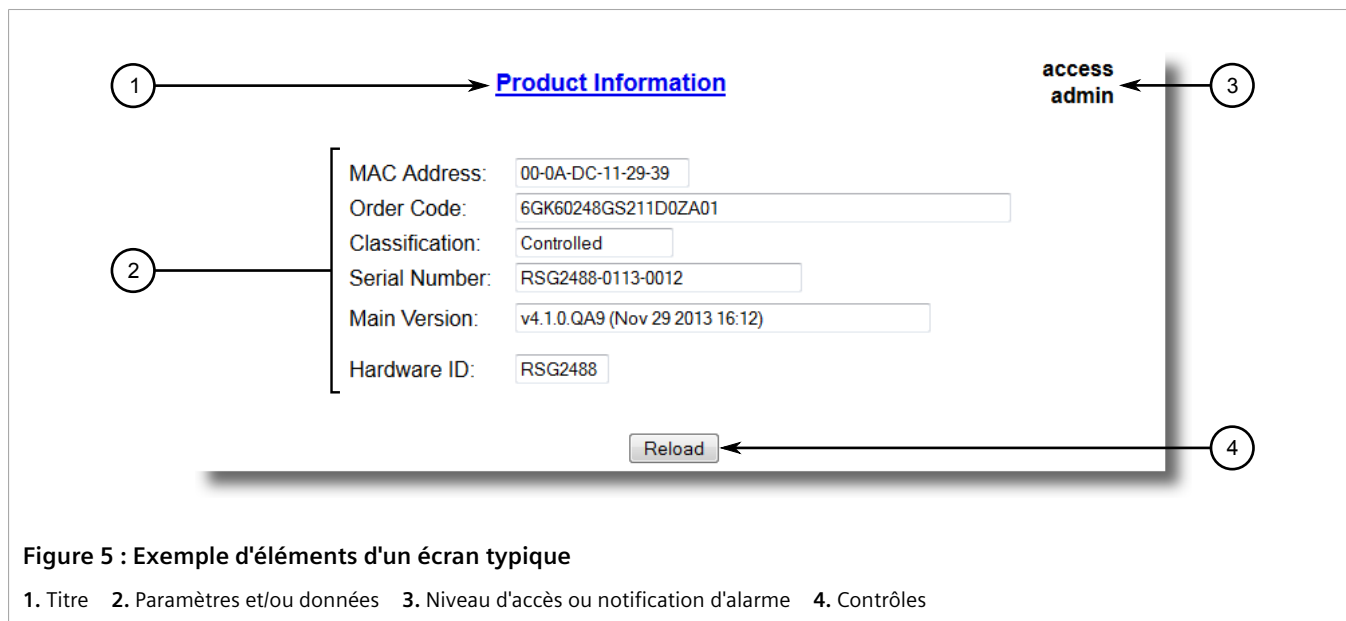 1
Product Information
access
admin
3
MAC Address: 00-0A-DC-11-29-39
Order Code: 6GK60248GS211D0ZA01
Classification: Controlled
2
Serial Number: RSG2488-0113-0012
Main Version: v4.1.0.QA9 (Nov 29 2013 16:12)
Hardware ID: RSG2488
Reload
4
Figure 5 : Exemple d'éléments d'un écran typique
1. Titre 2. Paramètres et/ou données 3. Niveau d'accès ou notification d'alarme 4. Contrôles